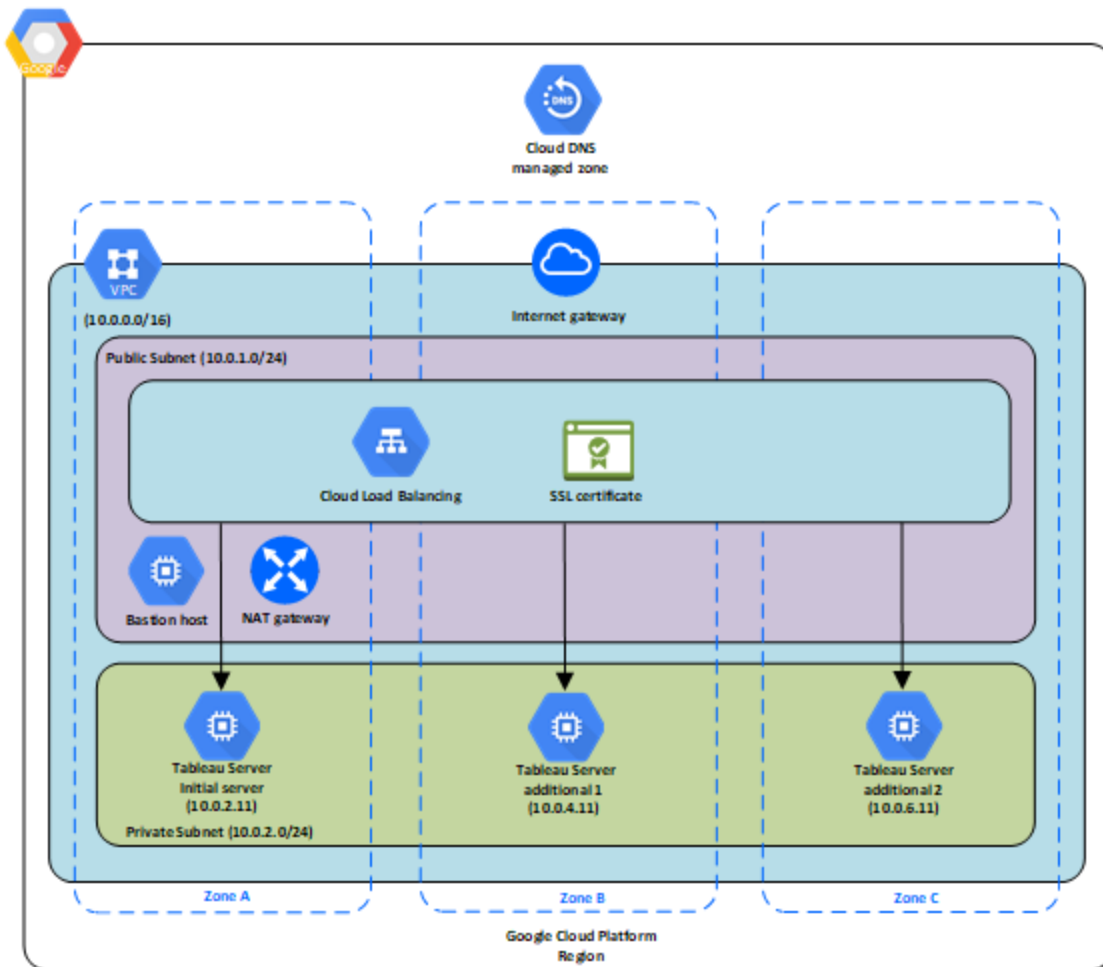 Google
DNS
Cloud DNS
managed zone
VPC
(10.0.0.0/16)
Internet gateway
Public Subnet (10.0.1.0/24)
Cloud Load Balancing
SSL certificate
Bastion host
NAT gateway
Tableau Server
Initial server
(10.0.2.11)
Tableau Server
additional 1
(10.0.4.11)
Tableau Server
additional 2
(10.0.6.11)
Private Subnet (10.0.2.0/24)
Zone A
Zone B
Zone C
Google Cloud Platform
Region